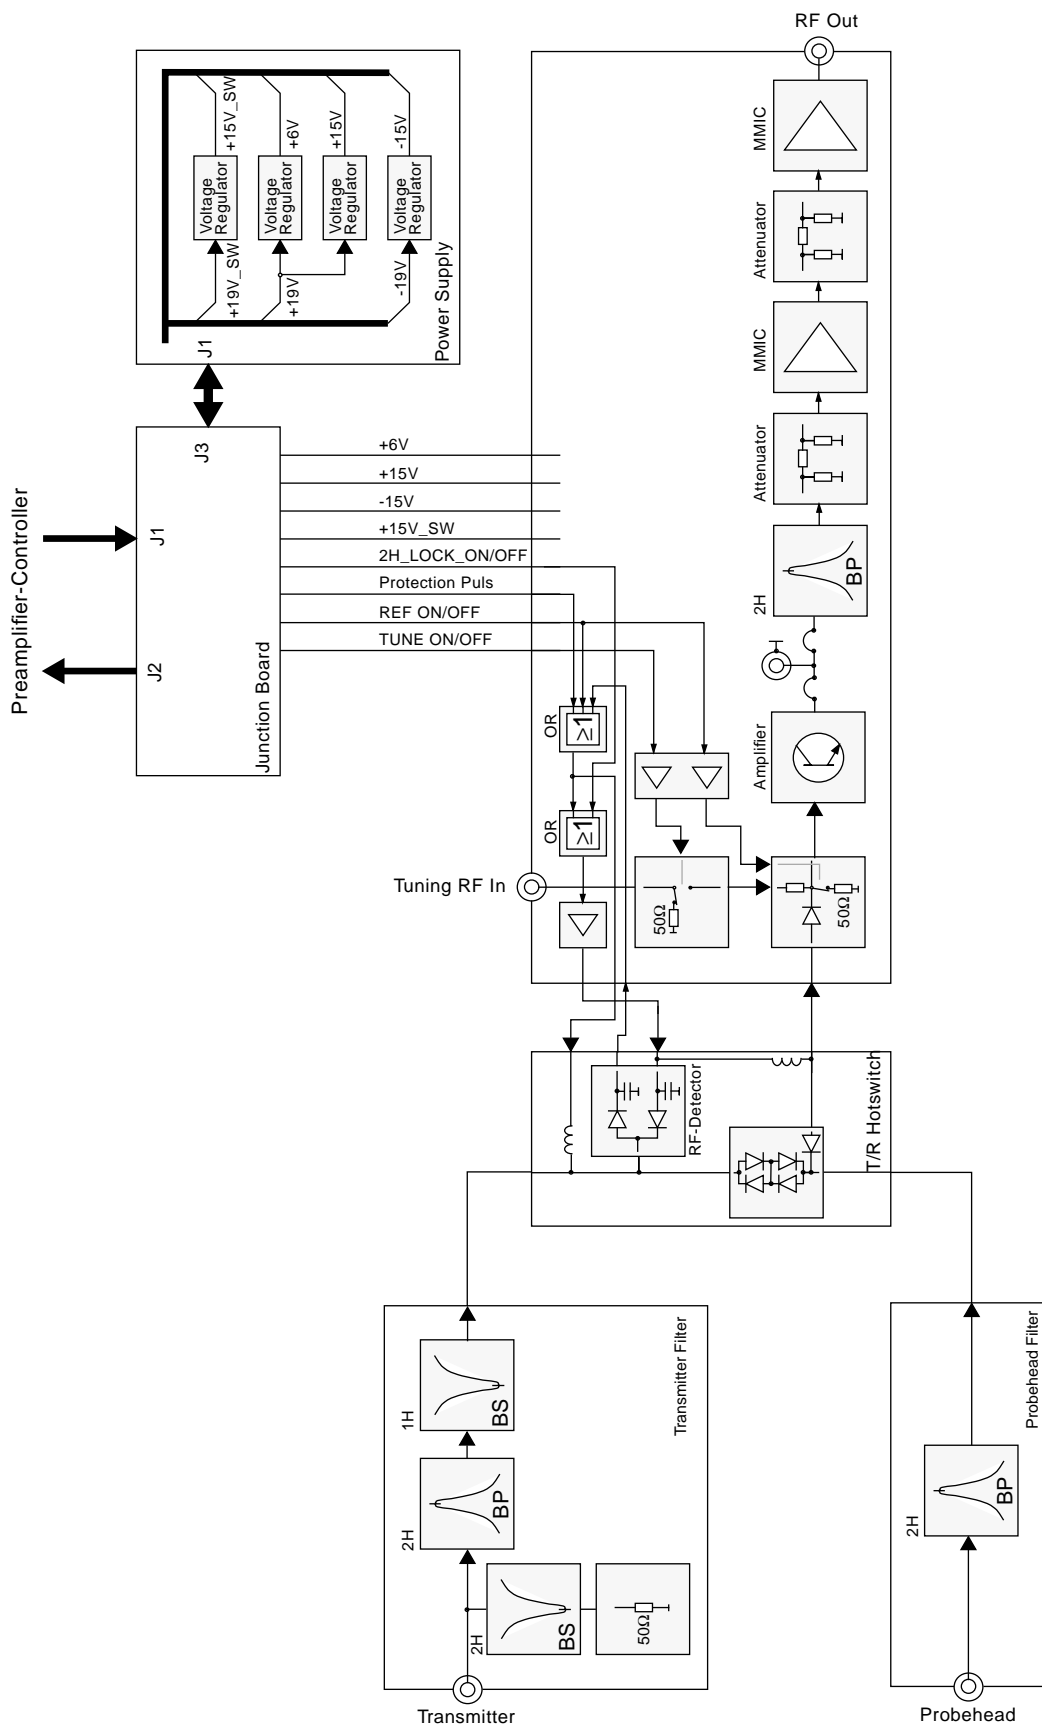 RF Out
+15V_SW
+6V
+15V
-15V
Voltage
Regulator
Voltage
Regulator
Voltage
Regulator
Voltage
Regulator
+19V_SW
+19V
-19V
Power Supply
J1
J3
J1
J2
Junction Board
Preamplifier-Controller
+6V
+15V
-15V
+15V_SW
2H_LOCK_ON/OFF
Protection Puls
REF ON/OFF
TUNE ON/OFF
MMIC
Attenuator
MMIC
Attenuator
2H
BP
Amplifier
OR
≥1
OR
≥1
Tuning RF In
50Ω
50Ω
RF-Detector
T/R Hotswitch
1H
BS
2H
BP
2H
BS
50Ω
Transmitter Filter
Transmitter
2H
BP
Probehead Filter
Probehead